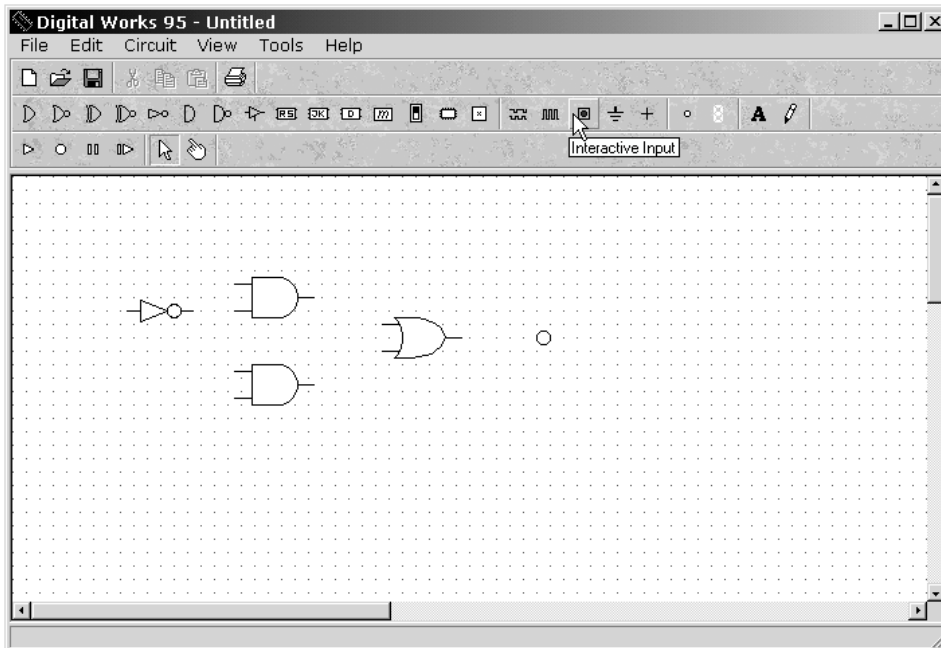 Digital Works 95 - Untitled
File Edit Circuit View Tools Help
RS JK D m
A
Interactive Input